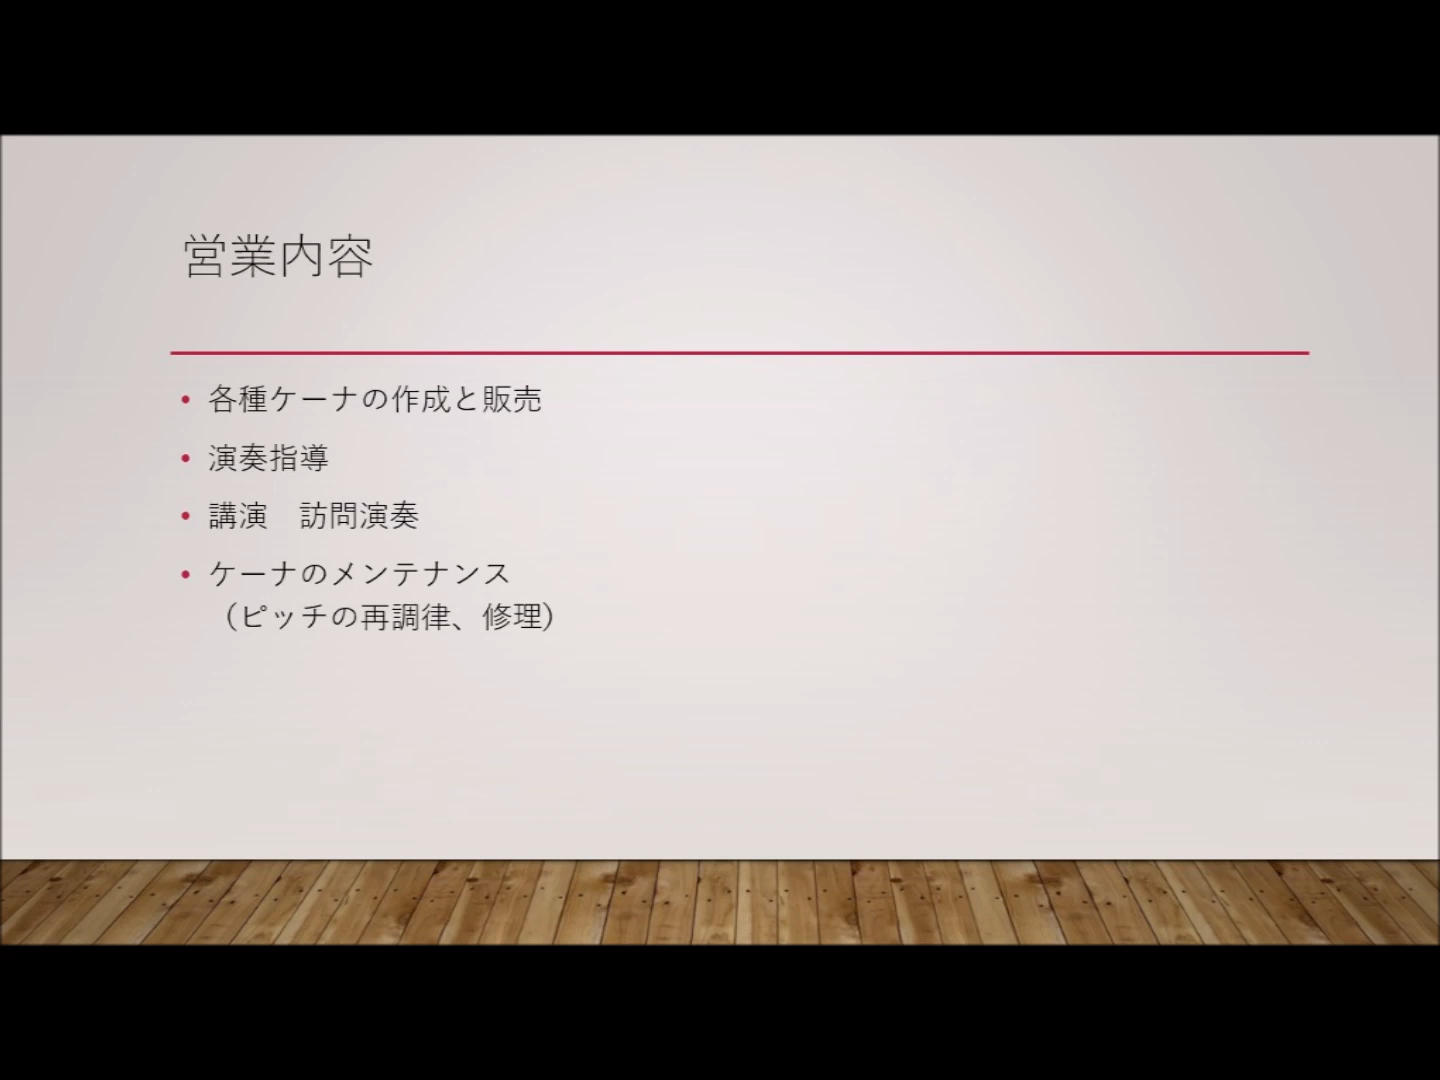 営業内容
• 各種ケーナの作成と販売
• 演奏指導
• 講演　訪問演奏
• ケーナのメンテナンス
（ピッチの再調律、修理）